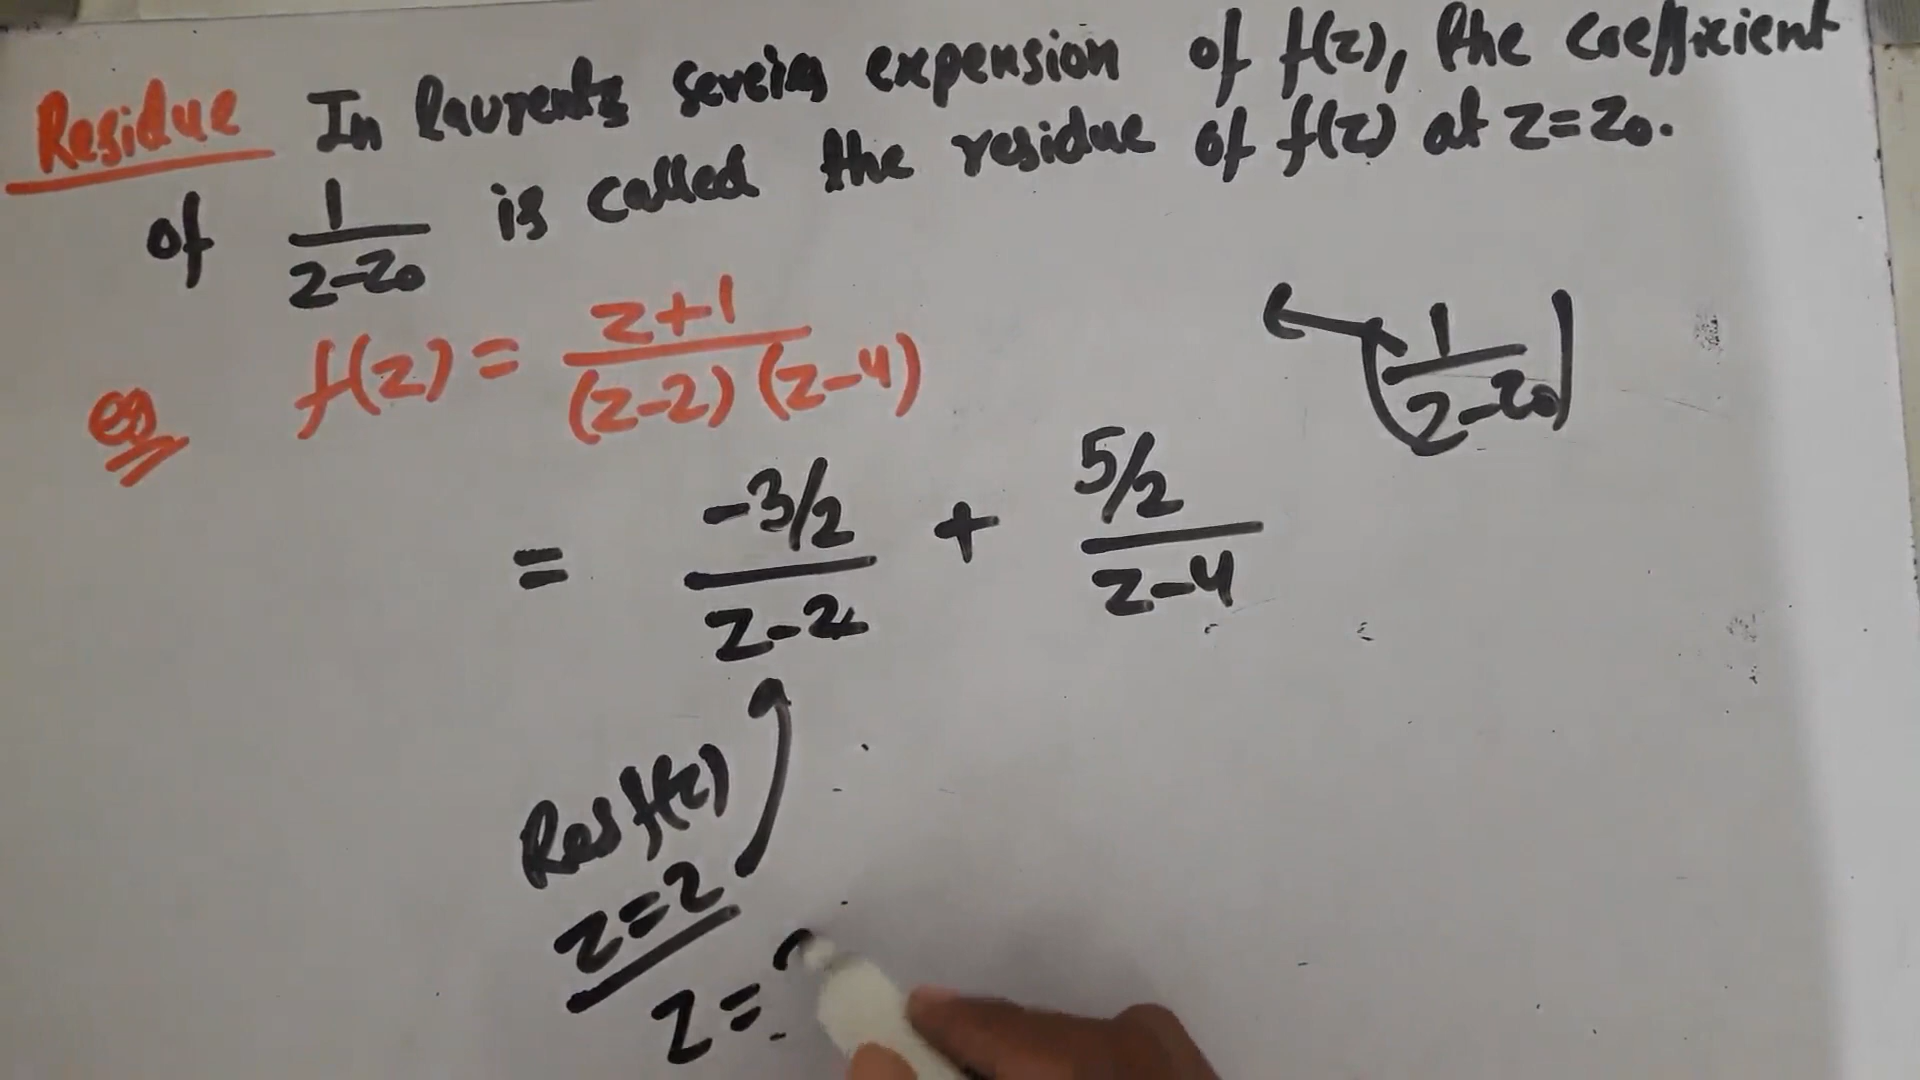 Residue In laurents sereies expension of f(z), the coefficient
of 1/(z-z0) is called the residue of f(z) at z=z0.
eg f(z) = z+1/((z-2)(z-4))
(1/(z-z0))
= -3/2/(z-2) + 5/2/(z-4)
Res f(z)
z=2
z=